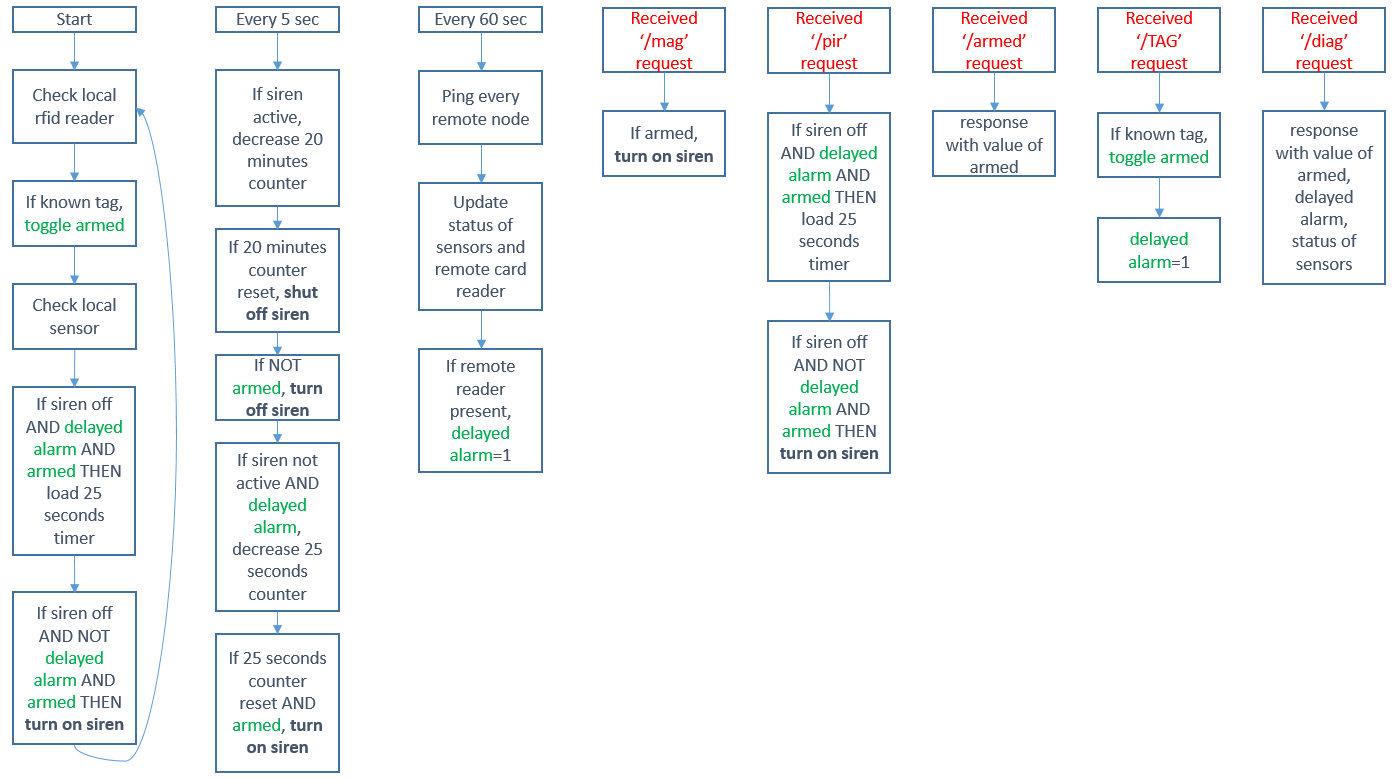 Start
Check local
rfid reader
If known tag,
toggle armed
Check local
sensor
If siren off
AND delayed
alarm AND
armed THEN
load 25
seconds
timer
If siren off
AND NOT
delayed
alarm AND
armed THEN
turn on siren
Every 5 sec
If siren
active,
decrease 20
minutes
counter
If 20 minutes
counter
reset, shut
off siren
If NOT
armed, turn
off siren
If siren not
active AND
delayed
alarm,
decrease 25
seconds
counter
If 25 seconds
counter
reset AND
armed, turn
on siren
Every 60 sec
Ping every
remote node
Update
status of
sensors and
remote card
reader
If remote
reader
present,
delayed
alarm=1
Received
‘/mag’
request
If armed,
turn on siren
Received
‘/pir’
request
If siren off
AND delayed
alarm AND
armed THEN
load 25
seconds
timer
If siren off
AND NOT
delayed
alarm AND
armed THEN
turn on siren
Received
‘/armed’
request
response
with value of
armed
Received
‘/TAG’
request
If known tag,
toggle armed
delayed
alarm=1
Received
‘/diag’
request
response
with value of
armed,
delayed
alarm,
status of
sensors